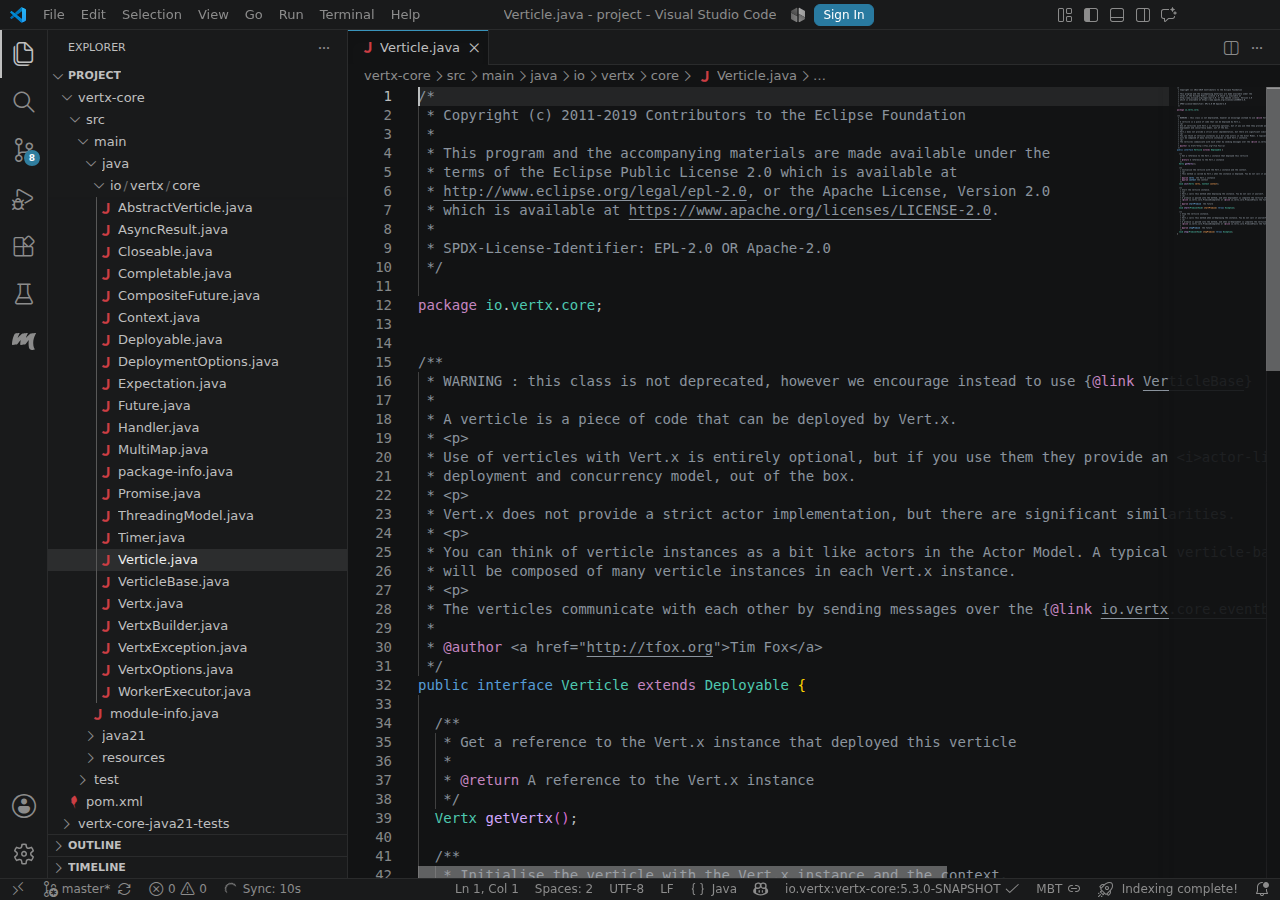 File Edit Selection View Go Run Terminal Help
Verticle.java - project - Visual Studio Code
Sign In
EXPLORER
PROJECT
vertx-core
src
main
java
io/vertx/core
AbstractVerticle.java
AsyncResult.java
Closeable.java
Completable.java
CompositeFuture.java
Context.java
Deployable.java
DeploymentOptions.java
Expectation.java
Future.java
Handler.java
MultiMap.java
package-info.java
Promise.java
ThreadingModel.java
Timer.java
Verticle.java
VerticleBase.java
Vertx.java
VertxBuilder.java
VertxException.java
VertxOptions.java
WorkerExecutor.java
module-info.java
java21
resources
test
pom.xml
vertx-core-java21-tests
OUTLINE
TIMELINE
8
Verticle.java
vertx-core > src > main > java > io > vertx > core > Verticle.java > ...
1 /*
2  * Copyright (c) 2011-2019 Contributors to the Eclipse Foundation
3  *
4  * This program and the accompanying materials are made available under the
5  * terms of the Eclipse Public License 2.0 which is available at
6  * http://www.eclipse.org/legal/epl-2.0, or the Apache License, Version 2.0
7  * which is available at https://www.apache.org/licenses/LICENSE-2.0.
8  *
9  * SPDX-License-Identifier: EPL-2.0 OR Apache-2.0
10  */
11
12 package io.vertx.core;
13
14
15 /**
16  * WARNING : this class is not deprecated, however we encourage instead to use {@link VerticleBase}
17  *
18  * A verticle is a piece of code that can be deployed by Vert.x.
19  * <p>
20  * Use of verticles with Vert.x is entirely optional, but if you use them they provide an <i>actor-li
21  * deployment and concurrency model, out of the box.
22  * <p>
23  * Vert.x does not provide a strict actor implementation, but there are significant similarities.
24  * <p>
25  * You can think of verticle instances as a bit like actors in the Actor Model. A typical verticle-ba
26  * will be composed of many verticle instances in each Vert.x instance.
27  * <p>
28  * The verticles communicate with each other by sending messages over the {@link io.vertx.core.eventb
29  *
30  * @author <a href="http://tfox.org">Tim Fox</a>
31  */
32 public interface Verticle extends Deployable {
33
34   /**
35    * Get a reference to the Vert.x instance that deployed this verticle
36    *
37    * @return A reference to the Vert.x instance
38    */
39   Vertx getVertx();
40
41   /**
42    * Initialise the verticle with the Vert.x instance and the context
master* 0 0 Sync: 10s Ln 1, Col 1 Spaces: 2 UTF-8 LF { } Java io.vertx:vertx-core:5.3.0-SNAPSHOT MBT Indexing complete!